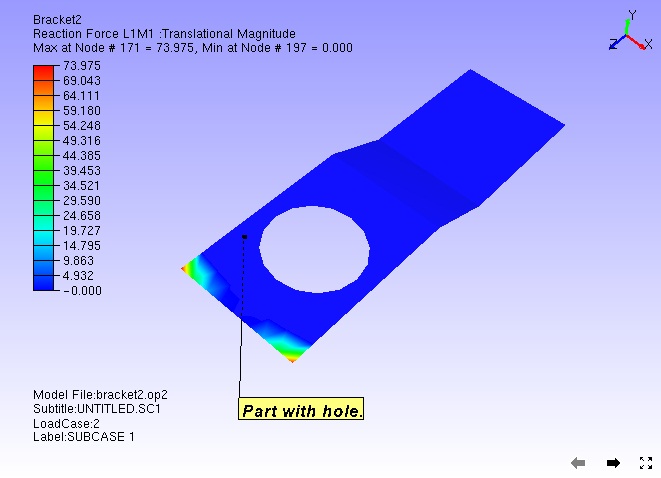 Bracket2
Reaction Force L1M1 :Translational Magnitude
Max at Node # 171 = 73.975, Min at Node # 197 = 0.000
73.975
69.043
64.111
59.180
54.248
49.316
44.385
39.453
34.521
29.590
24.658
19.727
14.795
9.863
4.932
-0.000
Y
Z
X
Part with hole.
Model File:bracket2.op2
Subtitle:UNTITLED.SC1
LoadCase:2
Label:SUBCASE 1